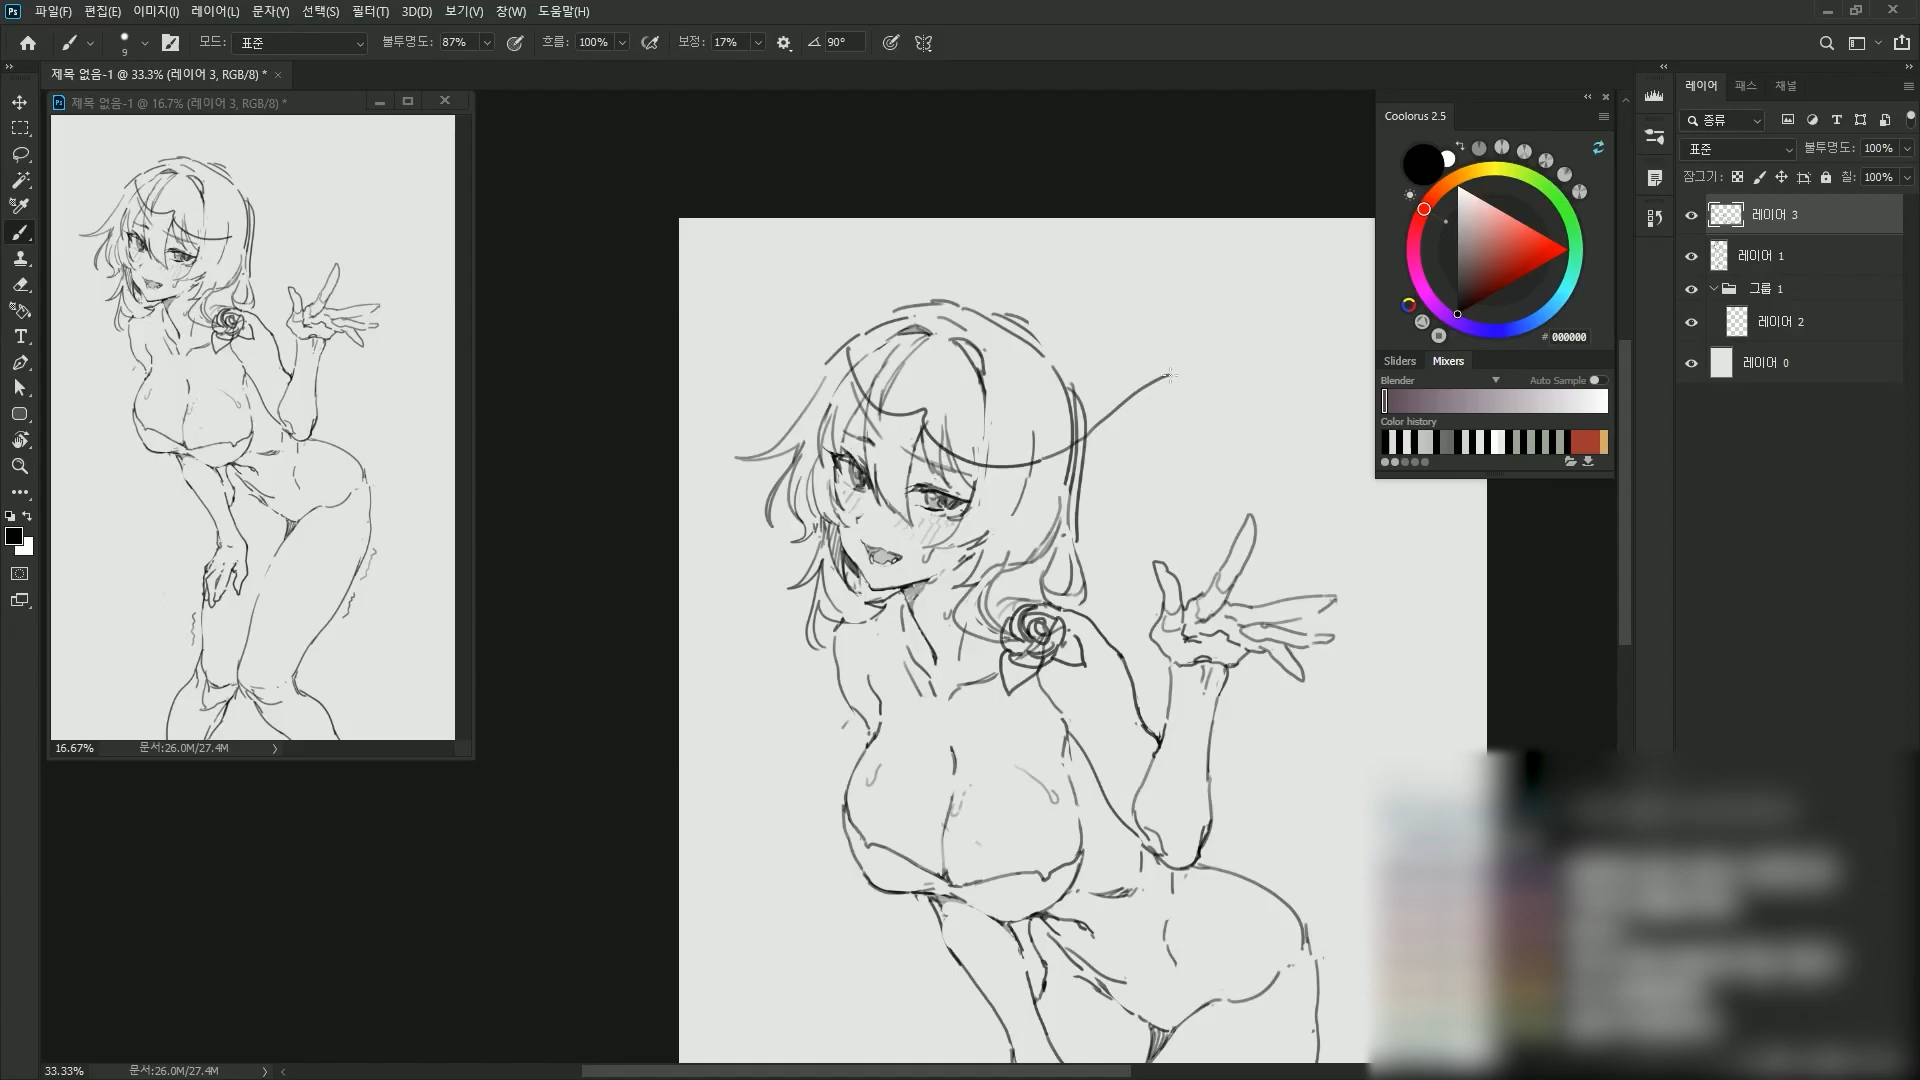 Ps 파일(F) 편집(E) 이미지(I) 레이어(L) 문자(Y) 선택(S) 필터(T) 3D(D) 보기(V) 창(W) 도움말(H)
9 모드: 표준 불투명도: 87% 흐름: 100% 보정: 17% 90°
제목 없음-1 @ 33.3% (레이어 3, RGB/8) *
Ps 제목 없음-1 @ 16.7% (레이어 3, RGB/8) *
16.67% 문서:26.0M/27.4M
33.33% 문서:26.0M/27.4M
Coolorus 2.5
# 000000
Sliders Mixers
Blender Auto Sample
Color history
레이어 패스 채널
종류
표준 불투명도: 100%
잠그기: 칠: 100%
레이어 3
레이어 1
그룹 1
레이어 2
레이어 0